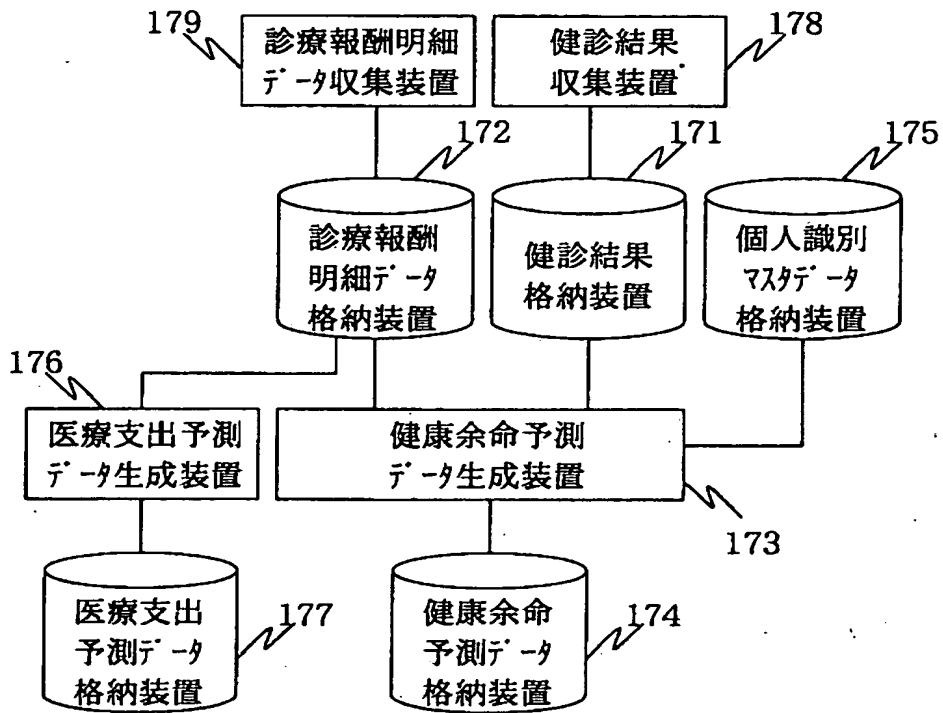 179
診療報酬明細
ﾃﾞｰﾀ収集装置
健診結果
収集装置
178
172
171
175
診療報酬
明細ﾃﾞｰﾀ
格納装置
健診結果
格納装置
個人識別
ﾏｽﾀﾃﾞｰﾀ
格納装置
176
医療支出予測
ﾃﾞｰﾀ生成装置
健康余命予測
ﾃﾞｰﾀ生成装置
173
医療支出
予測ﾃﾞｰﾀ
格納装置
177
健康余命
予測ﾃﾞｰﾀ
格納装置
174